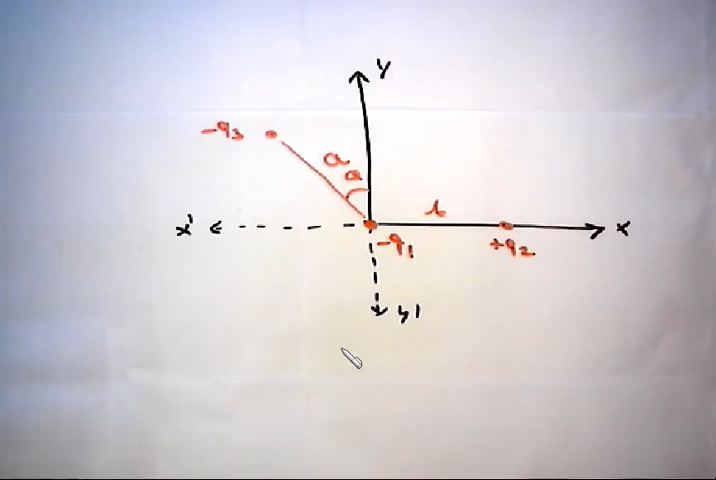 y
-q3
a
θ
b
x'
x
-q1
+q2
y'